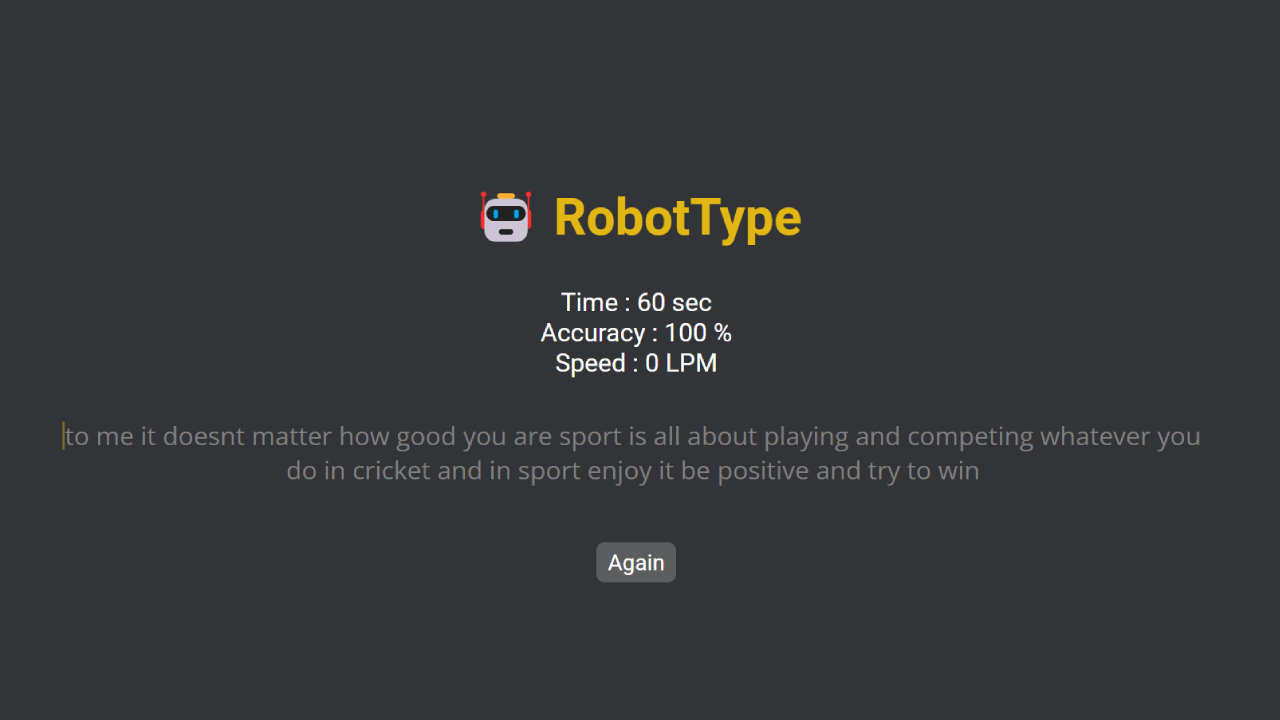 RobotType
Time : 60 sec
Accuracy : 100 %
Speed : 0 LPM
to me it doesnt matter how good you are sport is all about playing and competing whatever you
do in cricket and in sport enjoy it be positive and try to win
Again